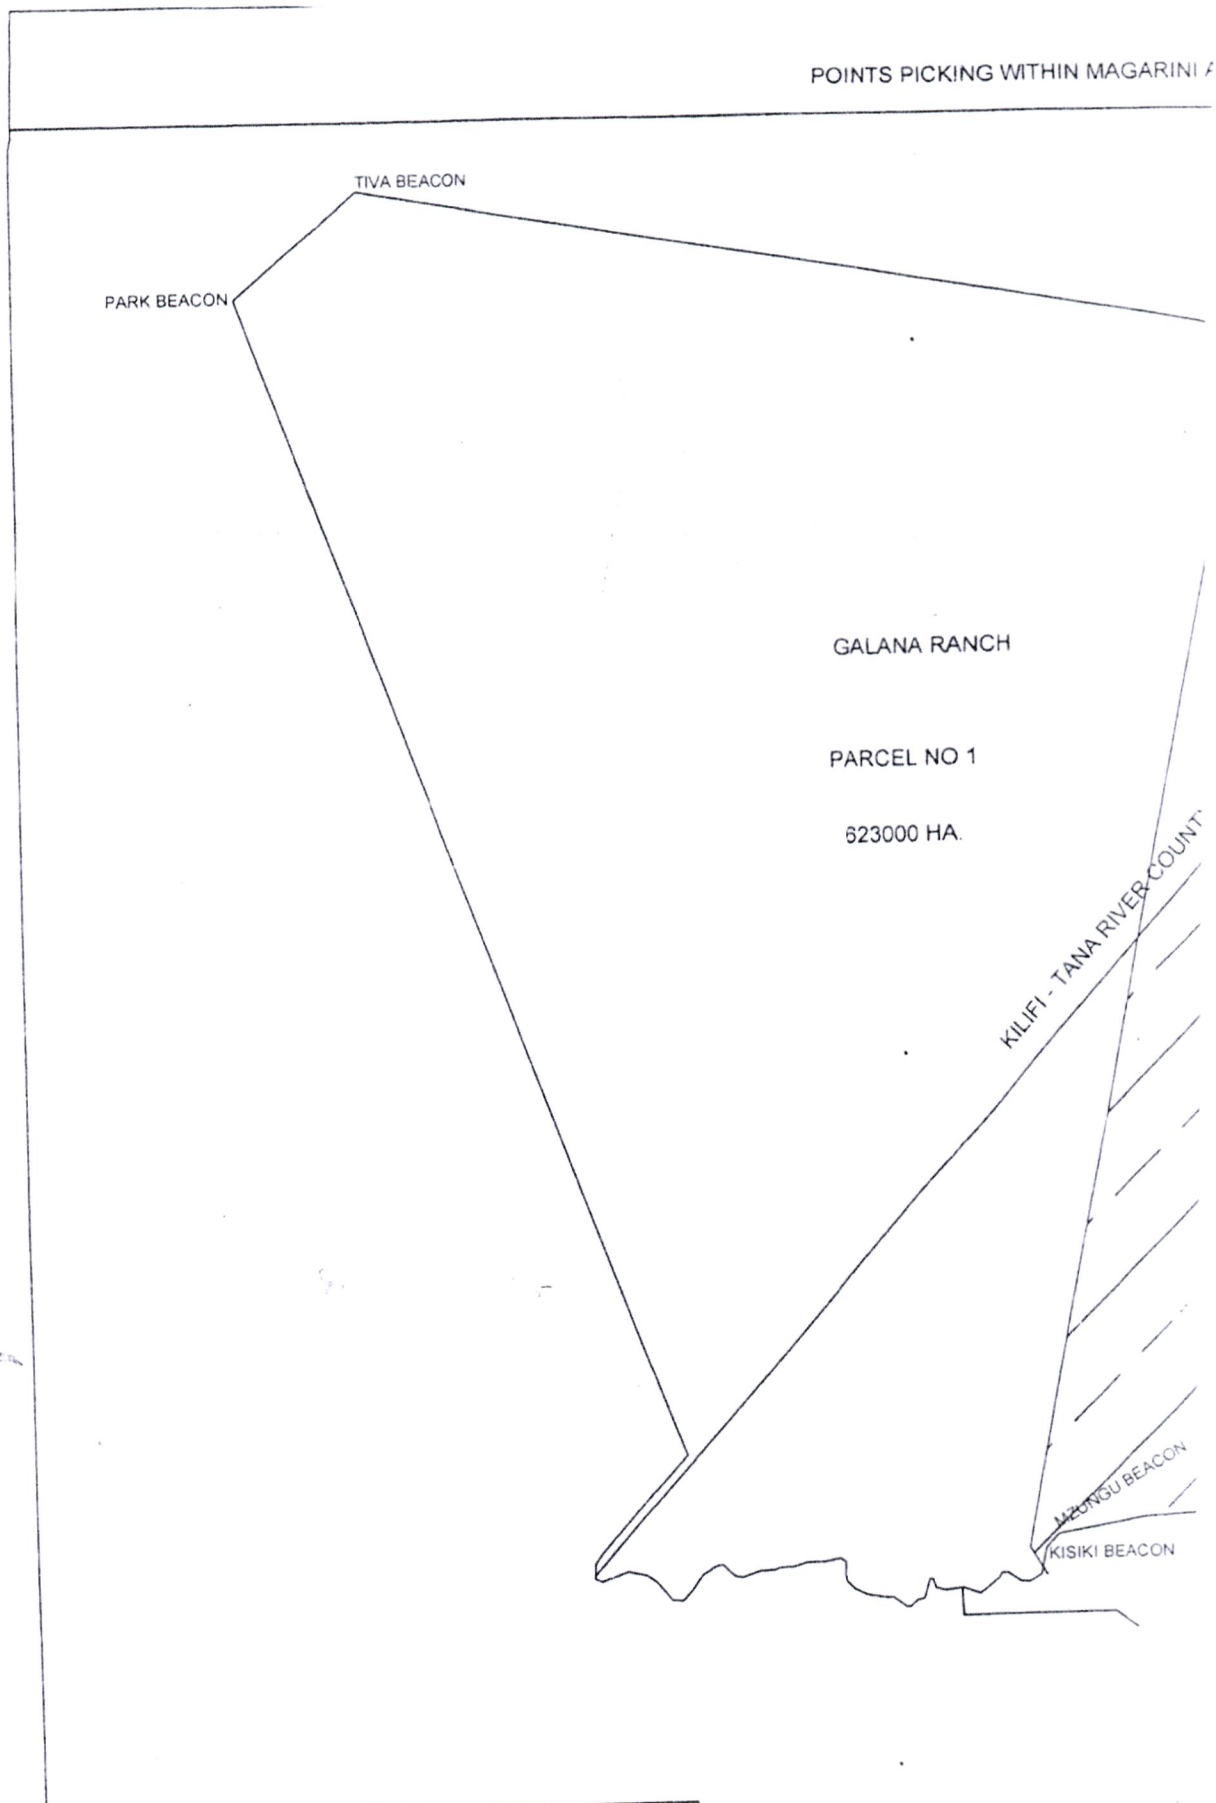 POINTS PICKING WITHIN MAGARINI
TIVA BEACON
PARK BEACON
GALANA RANCH
PARCEL NO 1
623000 HA.
KILIFI - TANA RIVER COUNT
MZUNGU BEACON
KISIKI BEACON